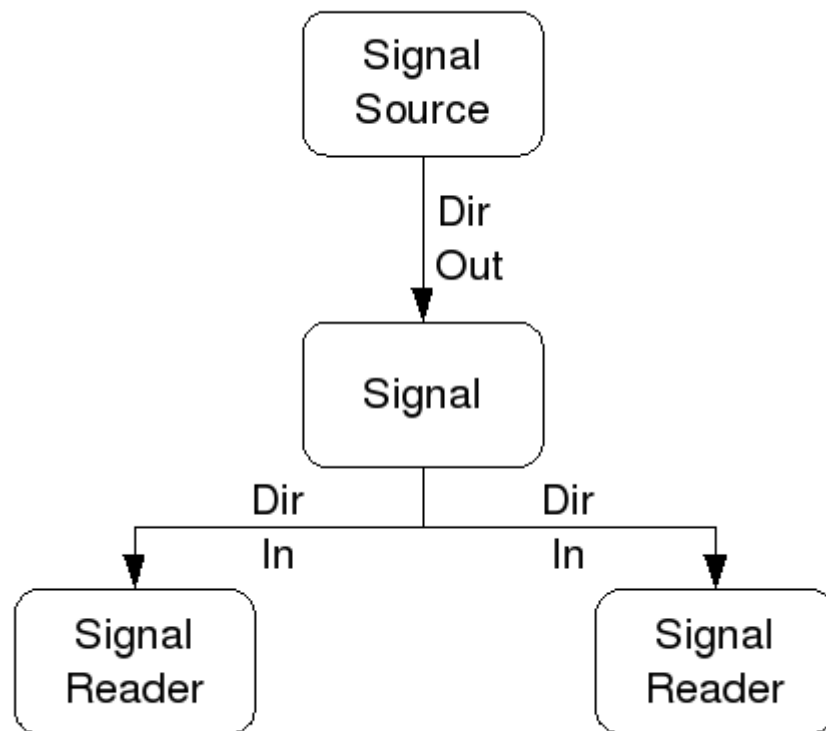 Signal
Source
Dir
Out
Signal
Dir
Dir
In
In
Signal
Reader
Signal
Reader